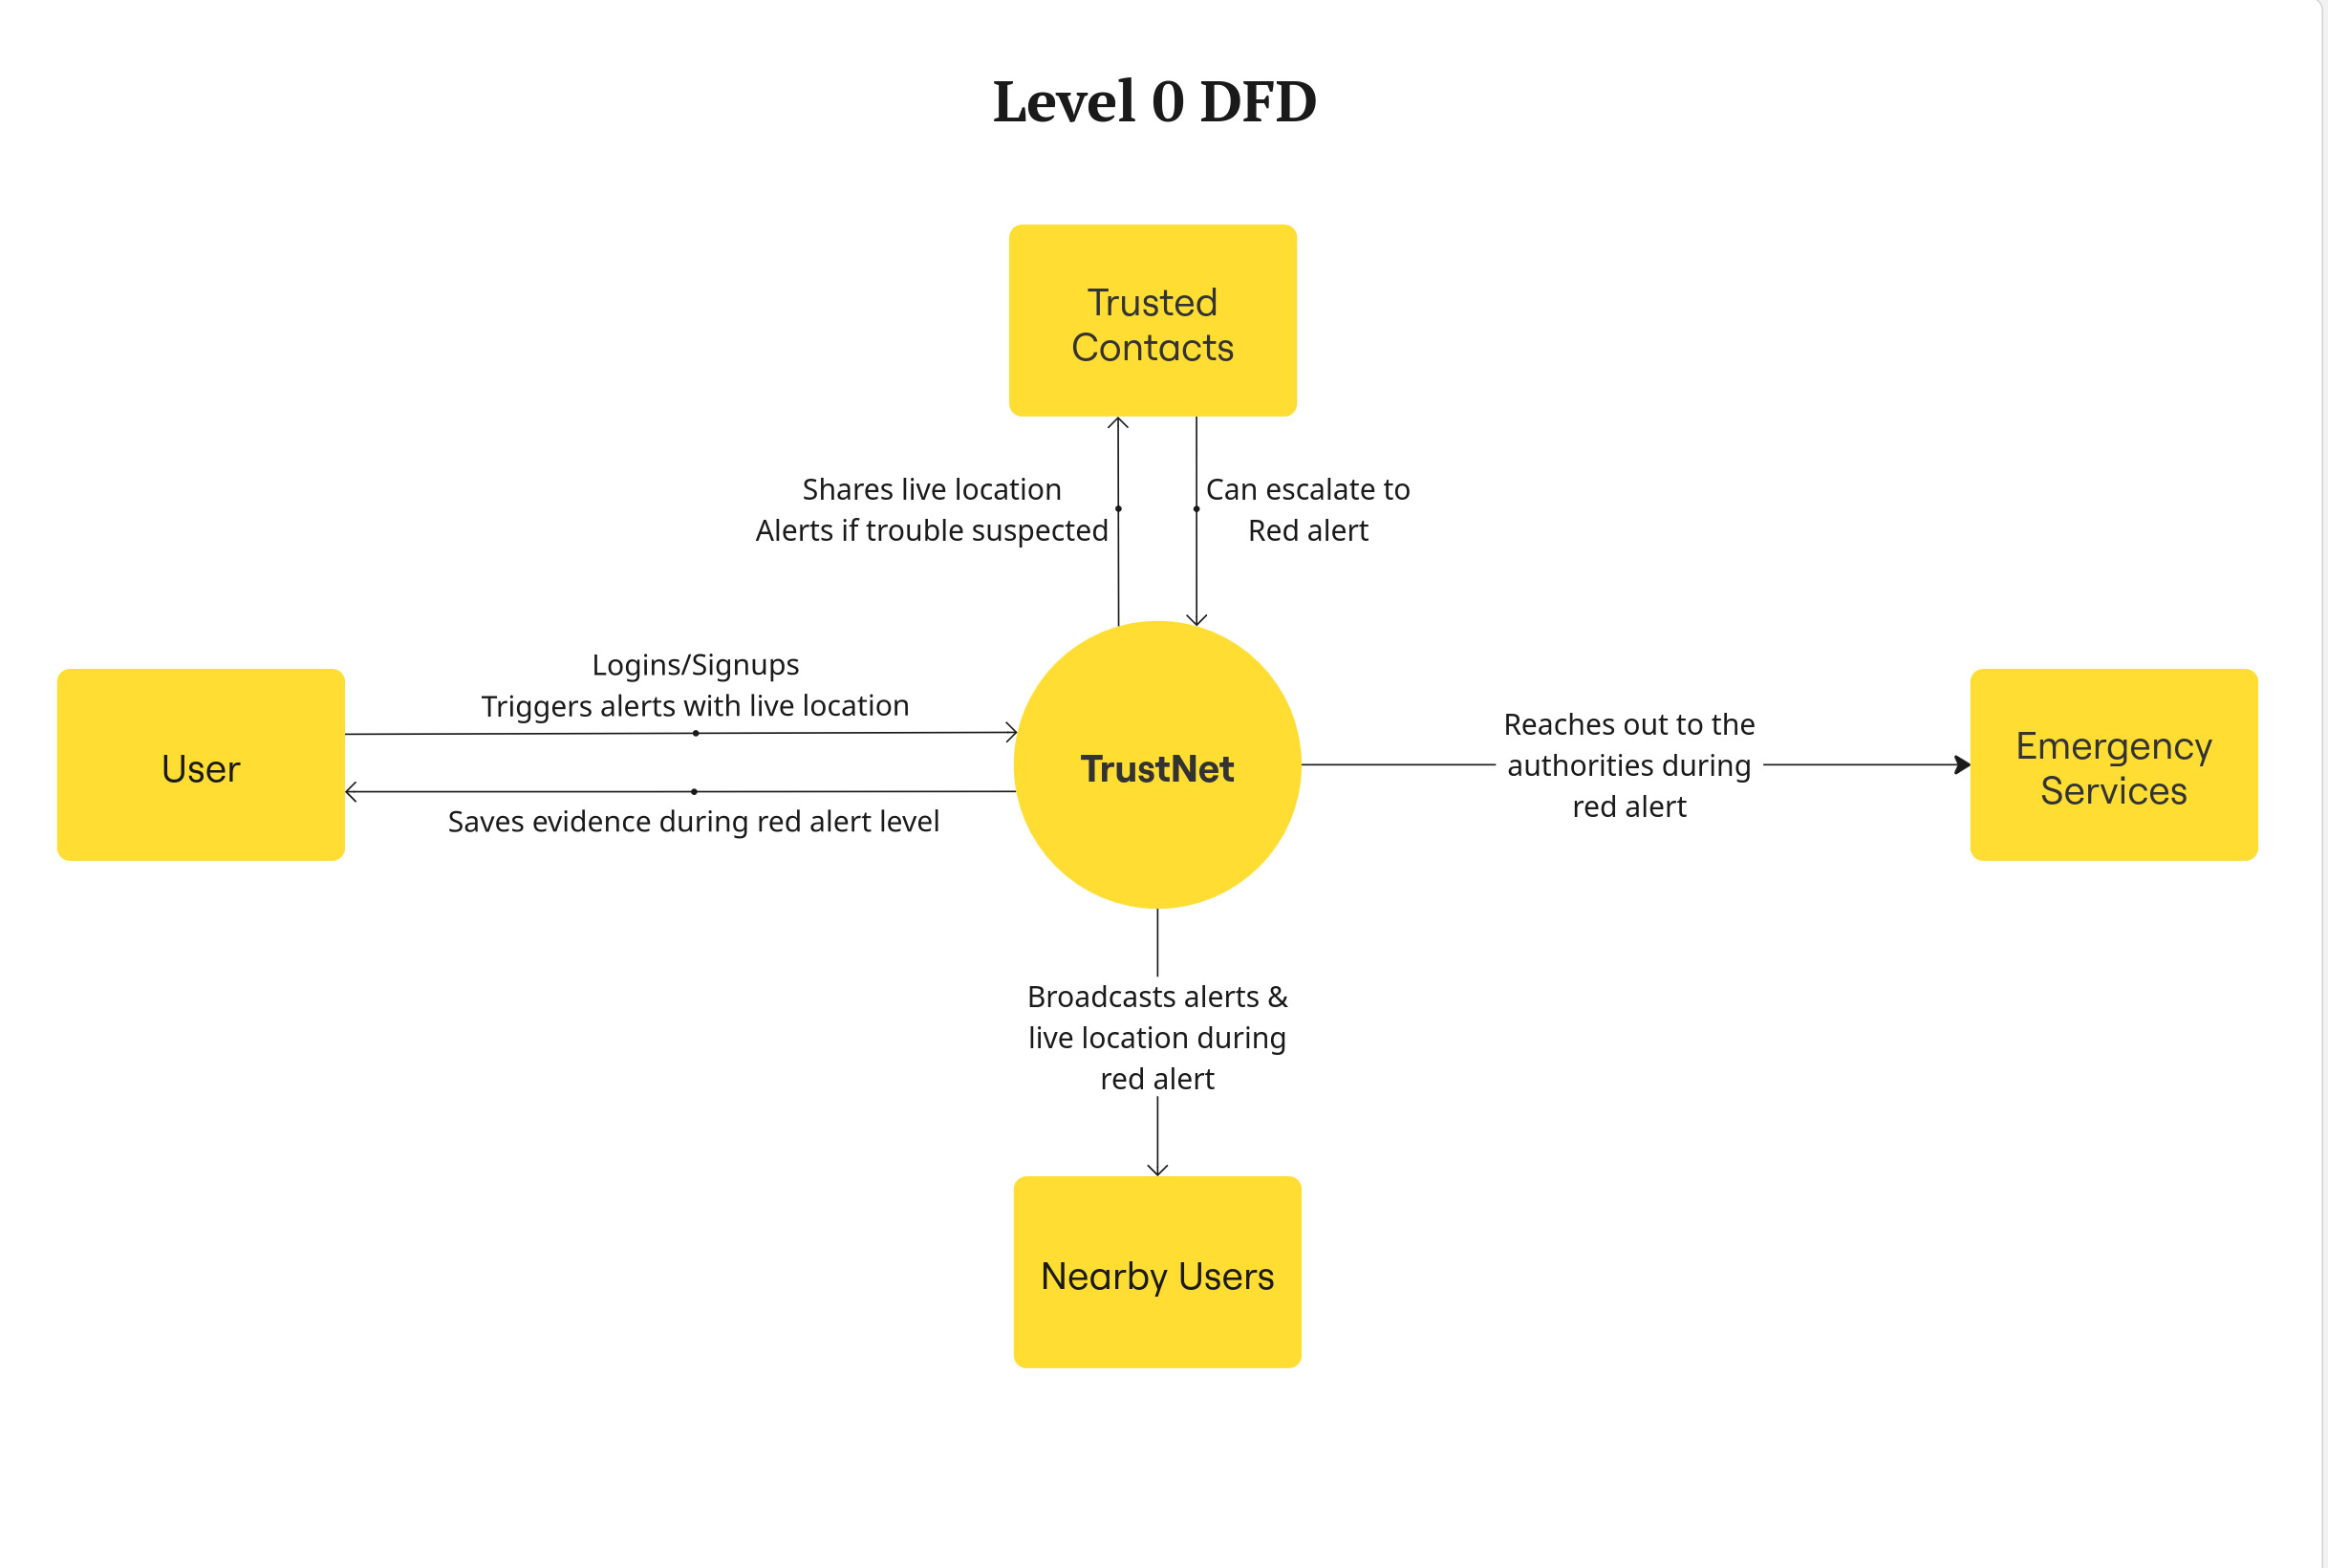 Level 0 DFD
Trusted
Contacts
Shares live location
Alerts if trouble suspected
Can escalate to
Red alert
Logins/Signups
Triggers alerts with live location
User
Saves evidence during red alert level
TrustNet
Reaches out to the
authorities during
red alert
Emergency
Services
Broadcasts alerts &
live location during
red alert
Nearby Users